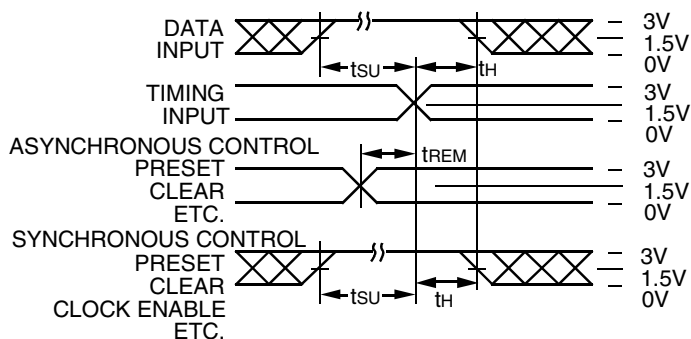 DATA
INPUT
tSU
tH
3V
1.5V
0V
TIMING
INPUT
3V
1.5V
0V
ASYNCHRONOUS CONTROL
PRESET
CLEAR
ETC.
tREM
3V
1.5V
0V
SYNCHRONOUS CONTROL
PRESET
CLEAR
CLOCK ENABLE
ETC.
tSU
tH
3V
1.5V
0V